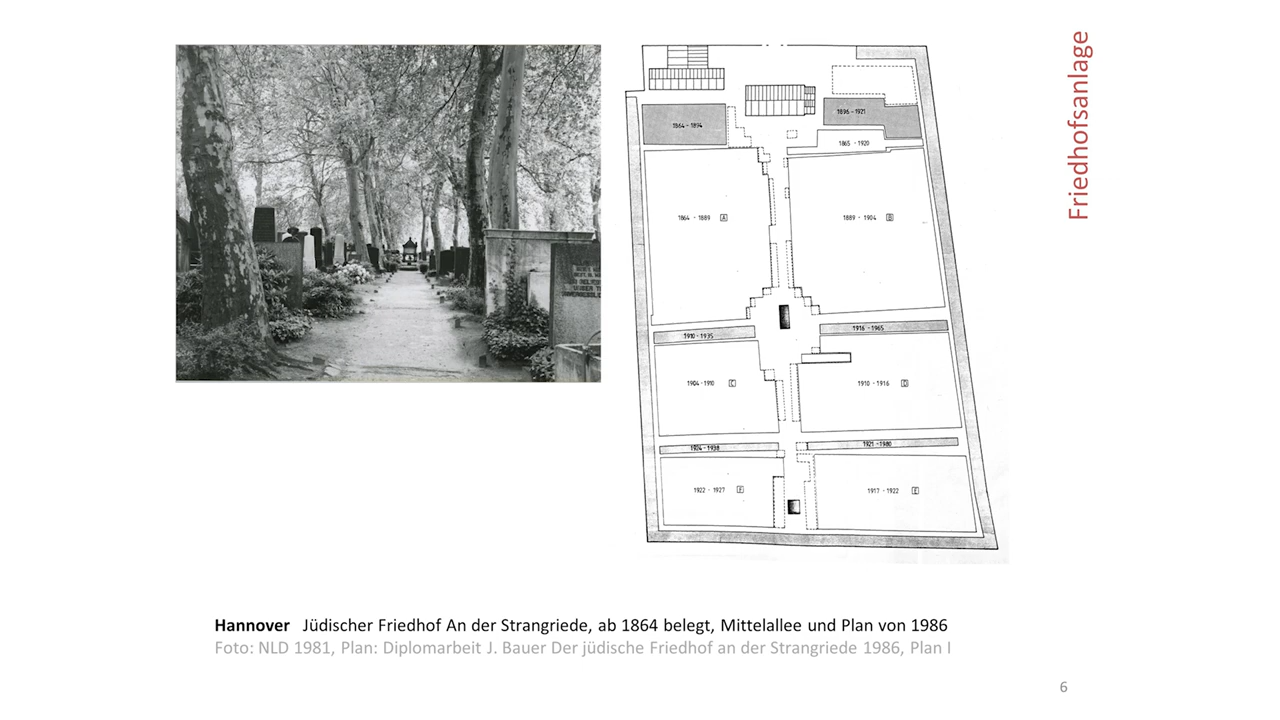 Friedhofsanlage
1864 - 1894
1896 - 1921
1865 - 1920
1864 - 1889 A
1889 - 1904 B
1910 - 1935
1916 - 1965
1904 - 1910 C
1910 - 1916 D
1924 - 1938
1921 - 1980
1922 - 1927 F
1917 - 1922 E
Hannover Jüdischer Friedhof An der Strangriede, ab 1864 belegt, Mittelallee und Plan von 1986
Foto: NLD 1981, Plan: Diplomarbeit J. Bauer Der jüdische Friedhof an der Strangriede 1986, Plan I
6